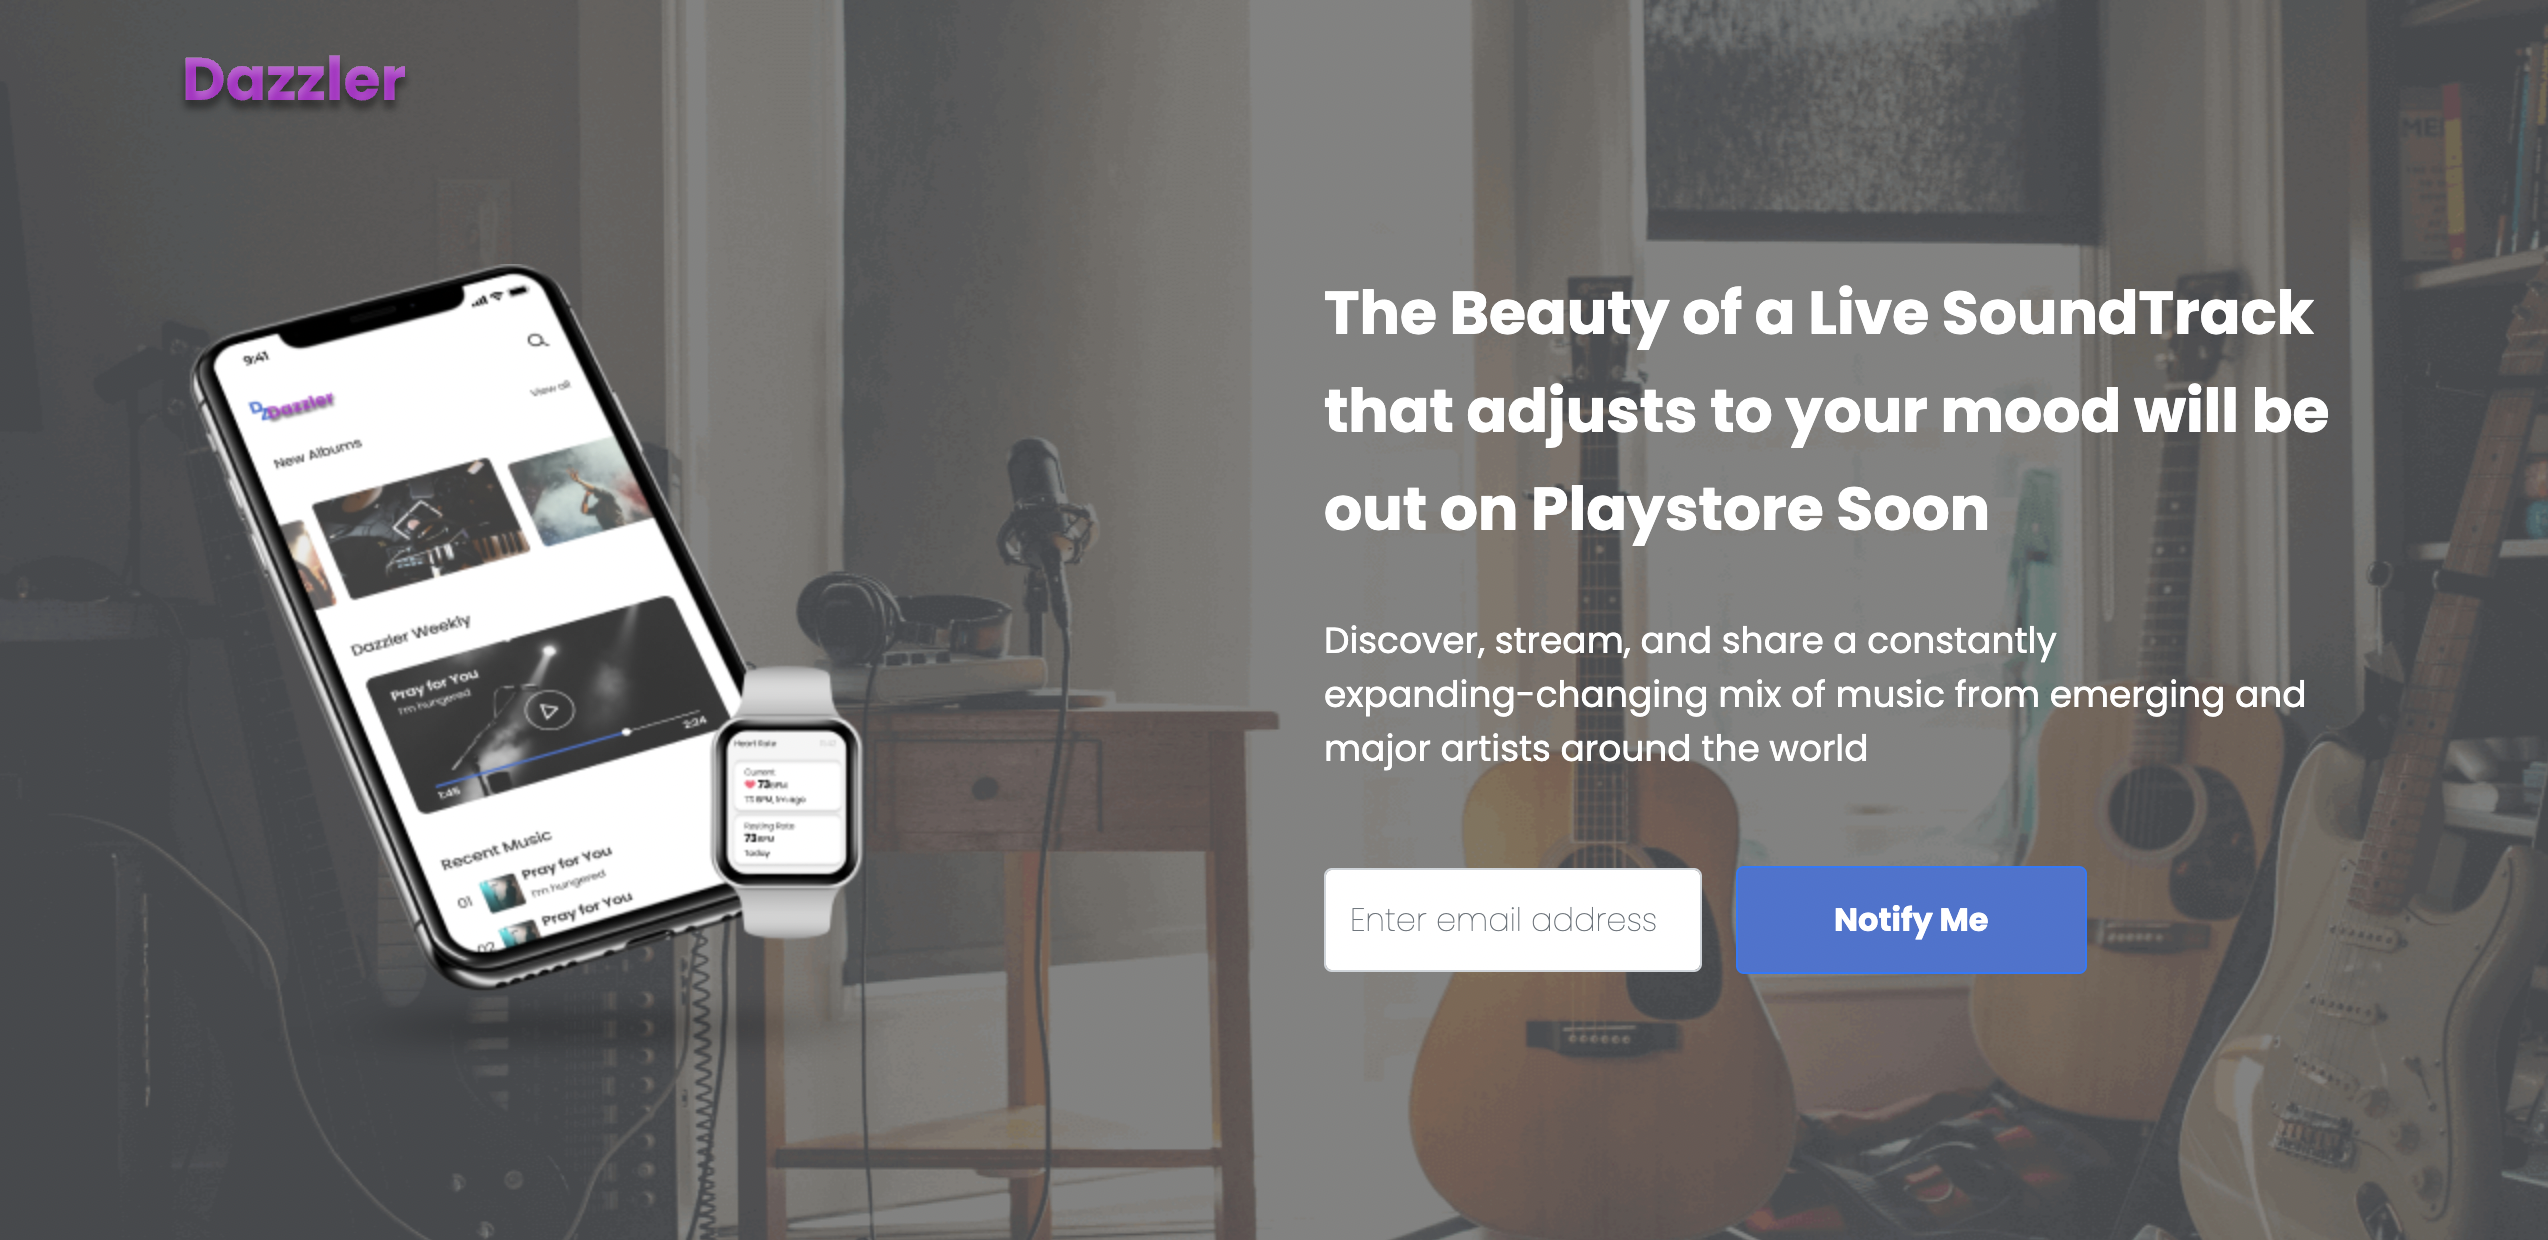 Dazzler
The Beauty of a Live SoundTrack
that adjusts to your mood will be
out on Playstore Soon
Discover, stream, and share a constantly
expanding-changing mix of music from emerging and
major artists around the world
Enter email address
Notify Me
9:41
Dazzler
View all
New Albums
Dazzler Weekly
Pray for You
I'm hungered
1:45
2:24
Recent Music
01
Pray for You
I'm hungered
02
Pray for You
Heart Rate
Current
73 BPM
73 BPM, 1m ago
Resting Rate
73 BPM
Today